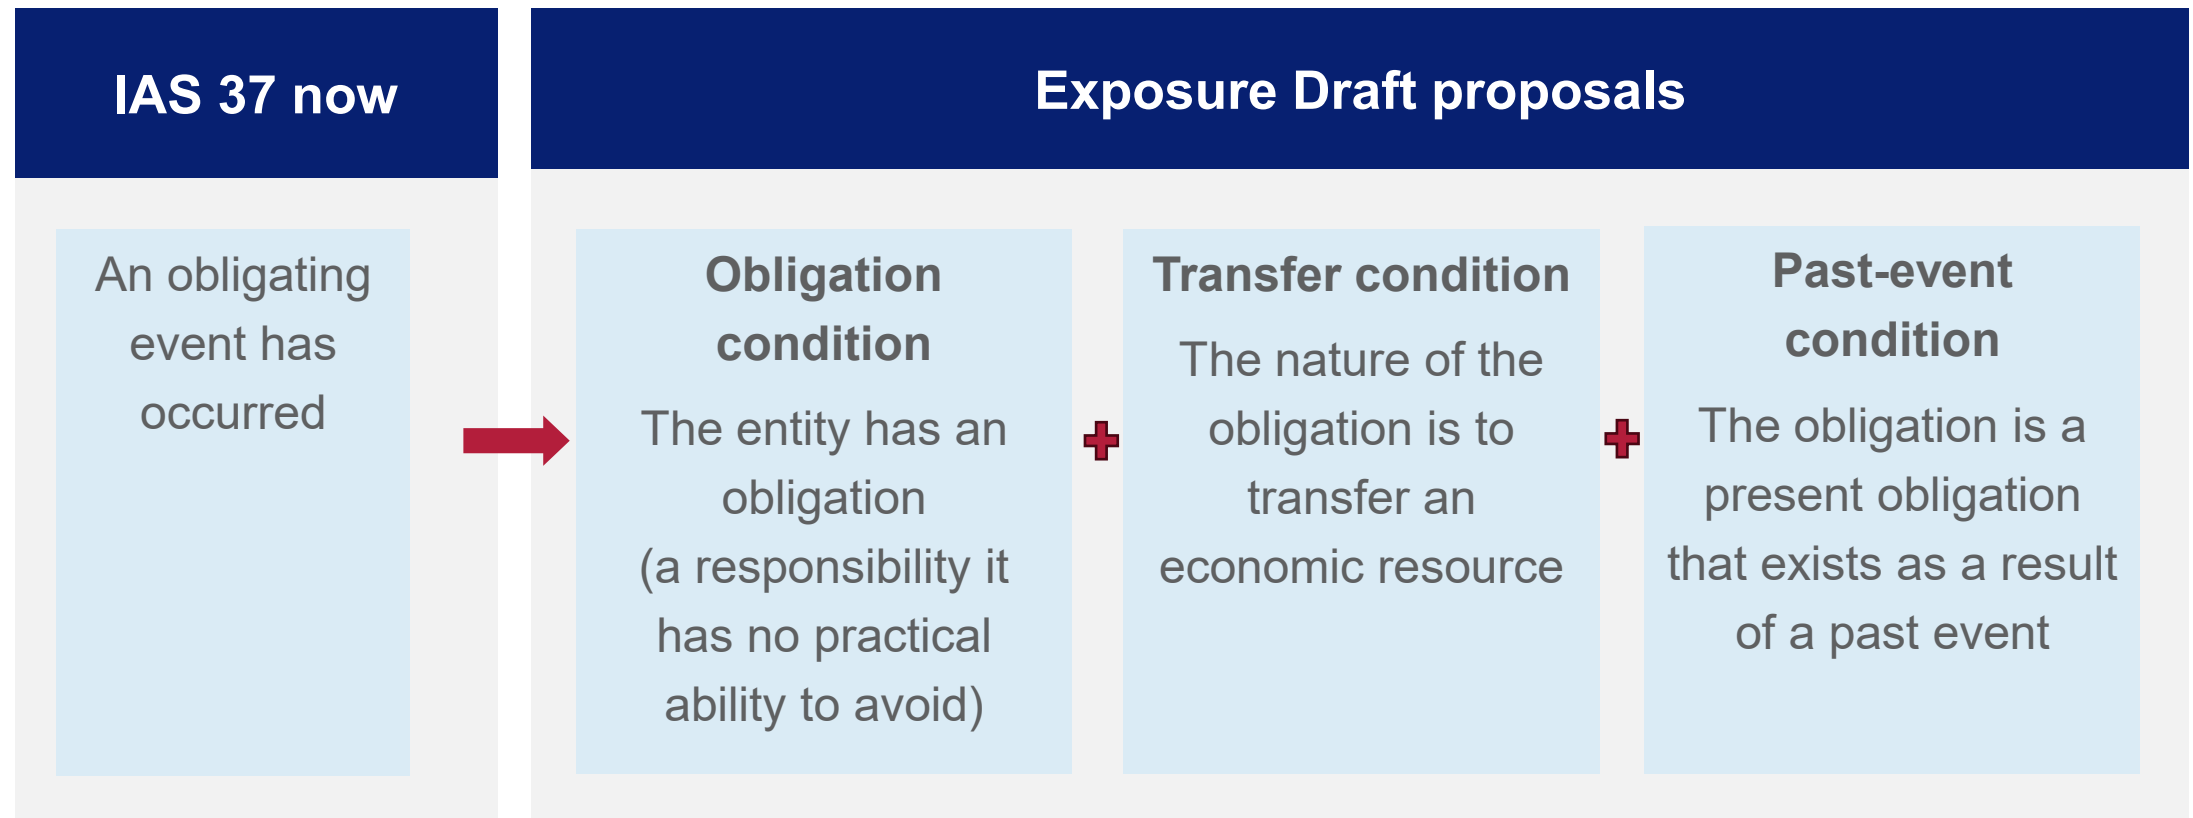 IAS 37 now
Exposure Draft proposals
An obligating
event has
occurred
Obligation
condition
The entity has an
obligation
(a responsibility it
has no practical
ability to avoid)
Transfer condition
The nature of the
obligation is to
transfer an
economic resource
Past-event
condition
The obligation is a
present obligation
that exists as a result
of a past event